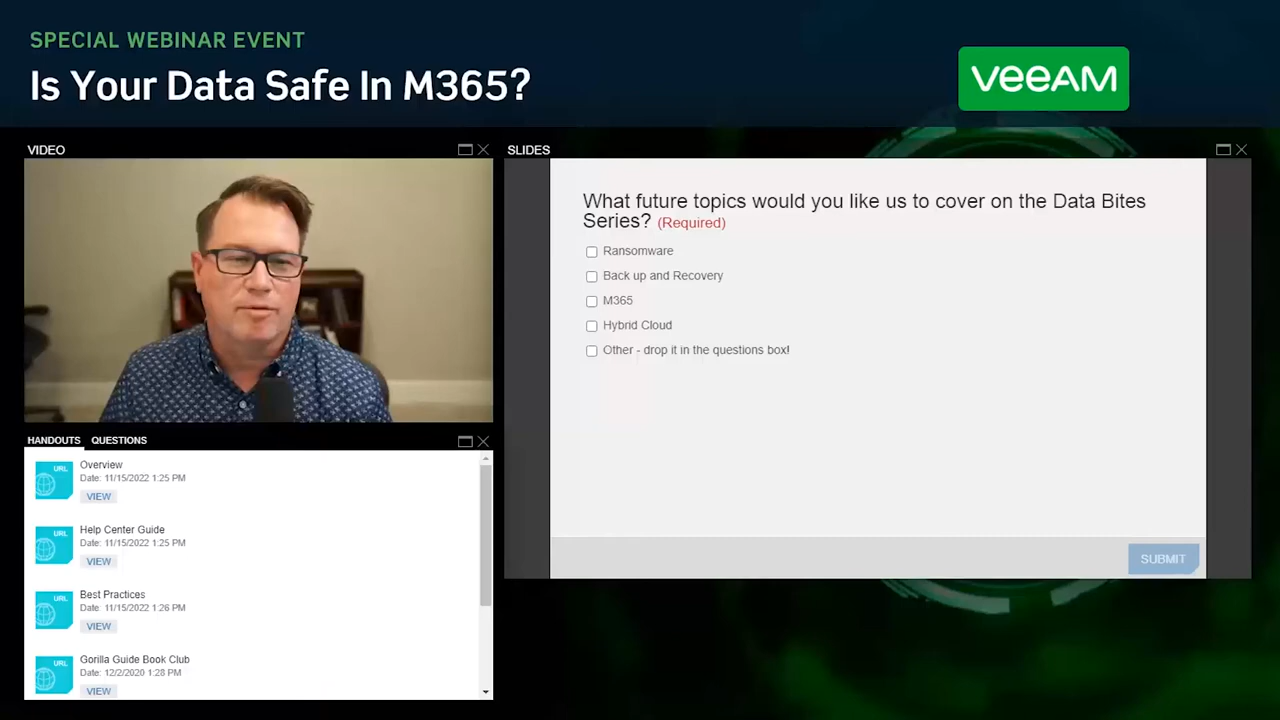 SPECIAL WEBINAR EVENT
Is Your Data Safe In M365?
veeAM
VIDEO
SLIDES
What future topics would you like us to cover on the Data Bites
Series? (Required)
Ransomware
Back up and Recovery
M365
Hybrid Cloud
Other - drop it in the questions box!
SUBMIT
HANDOUTS QUESTIONS
URL
Overview
Date: 11/15/2022 1:25 PM
VIEW
URL
Help Center Guide
Date: 11/15/2022 1:25 PM
VIEW
URL
Best Practices
Date: 11/15/2022 1:26 PM
VIEW
URL
Gorilla Guide Book Club
Date: 12/2/2020 1:28 PM
VIEW